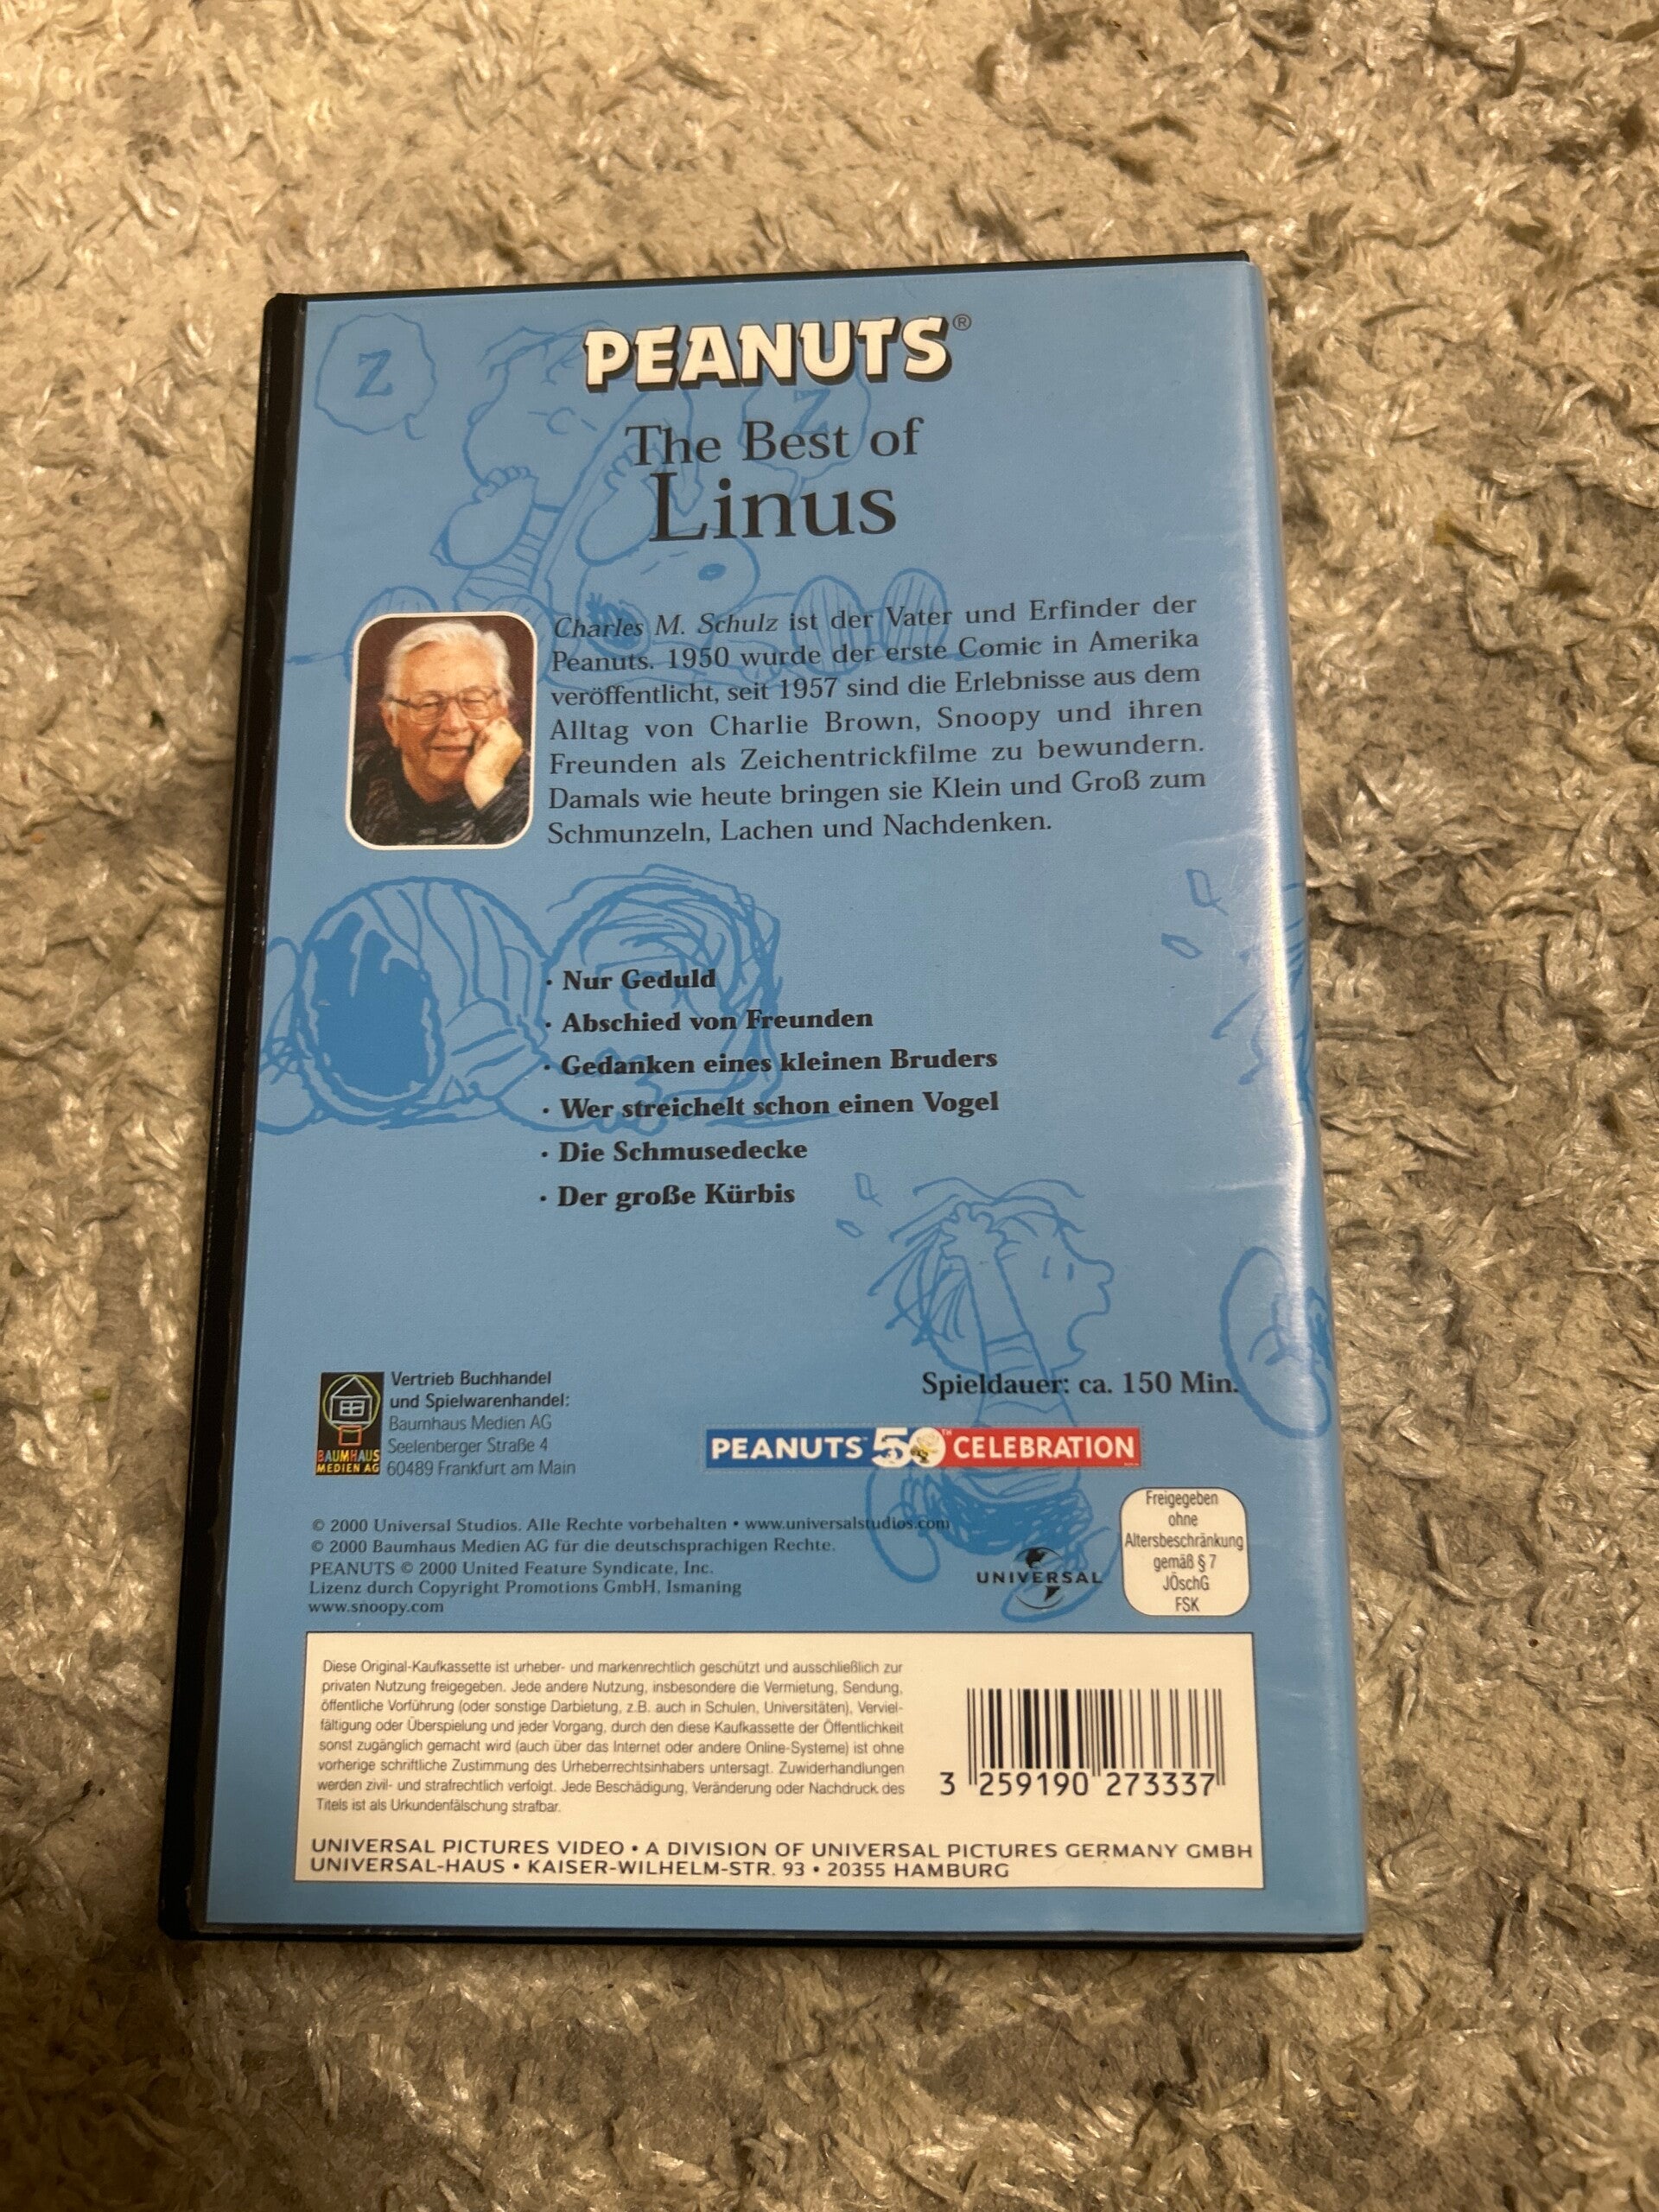 PEANUTS®
The Best of
Linus
Charles M. Schulz ist der Vater und Erfinder der
Peanuts. 1950 wurde der erste Comic in Amerika
veröffentlicht, seit 1957 sind die Erlebnisse aus dem
Alltag von Charlie Brown, Snoopy und ihren
Freunden als Zeichentrickfilme zu bewundern.
Damals wie heute bringen sie Klein und Groß zum
Schmunzeln, Lachen und Nachdenken.
· Nur Geduld
· Abschied von Freunden
· Gedanken eines kleinen Bruders
· Wer streichelt schon einen Vogel
· Die Schmusedecke
· Der große Kürbis
Z
Z
BAUMHAUS
MEDIEN AG
Vertrieb Buchhandel
und Spielwarenhandel:
Baumhaus Medien AG
Seelenberger Straße 4
60489 Frankfurt am Main
Spieldauer: ca. 150 Min.
PEANUTS™ 50TH CELEBRATION
© 2000 Universal Studios. Alle Rechte vorbehalten • www.universalstudios.com
© 2000 Baumhaus Medien AG für die deutschsprachigen Rechte.
PEANUTS © 2000 United Feature Syndicate, Inc.
Lizenz durch Copyright Promotions GmbH, Ismaning
www.snoopy.com
UNIVERSAL
Freigegeben
ohne
Altersbeschränkung
gemäß § 7
JÖschG
FSK
Diese Original-Kaufkassette ist urheber- und markenrechtlich geschützt und ausschließlich zur
privaten Nutzung freigegeben. Jede andere Nutzung, insbesondere die Vermietung, Sendung,
öffentliche Vorführung (oder sonstige Darbietung, z.B. auch in Schulen, Universitäten), Verviel-
fältigung oder Überspielung und jeder Vorgang, durch den diese Kaufkassette der Öffentlichkeit
sonst zugänglich gemacht wird (auch über das Internet oder andere Online-Systeme) ist ohne
vorherige schriftliche Zustimmung des Urheberrechtsinhabers untersagt. Zuwiderhandlungen
werden zivil- und strafrechtlich verfolgt. Jede Beschädigung, Veränderung oder Nachdruck des
Titels ist als Urkundenfälschung strafbar.
3 259190 273337
UNIVERSAL PICTURES VIDEO • A DIVISION OF UNIVERSAL PICTURES GERMANY GMBH
UNIVERSAL-HAUS • KAISER-WILHELM-STR. 93 • 20355 HAMBURG